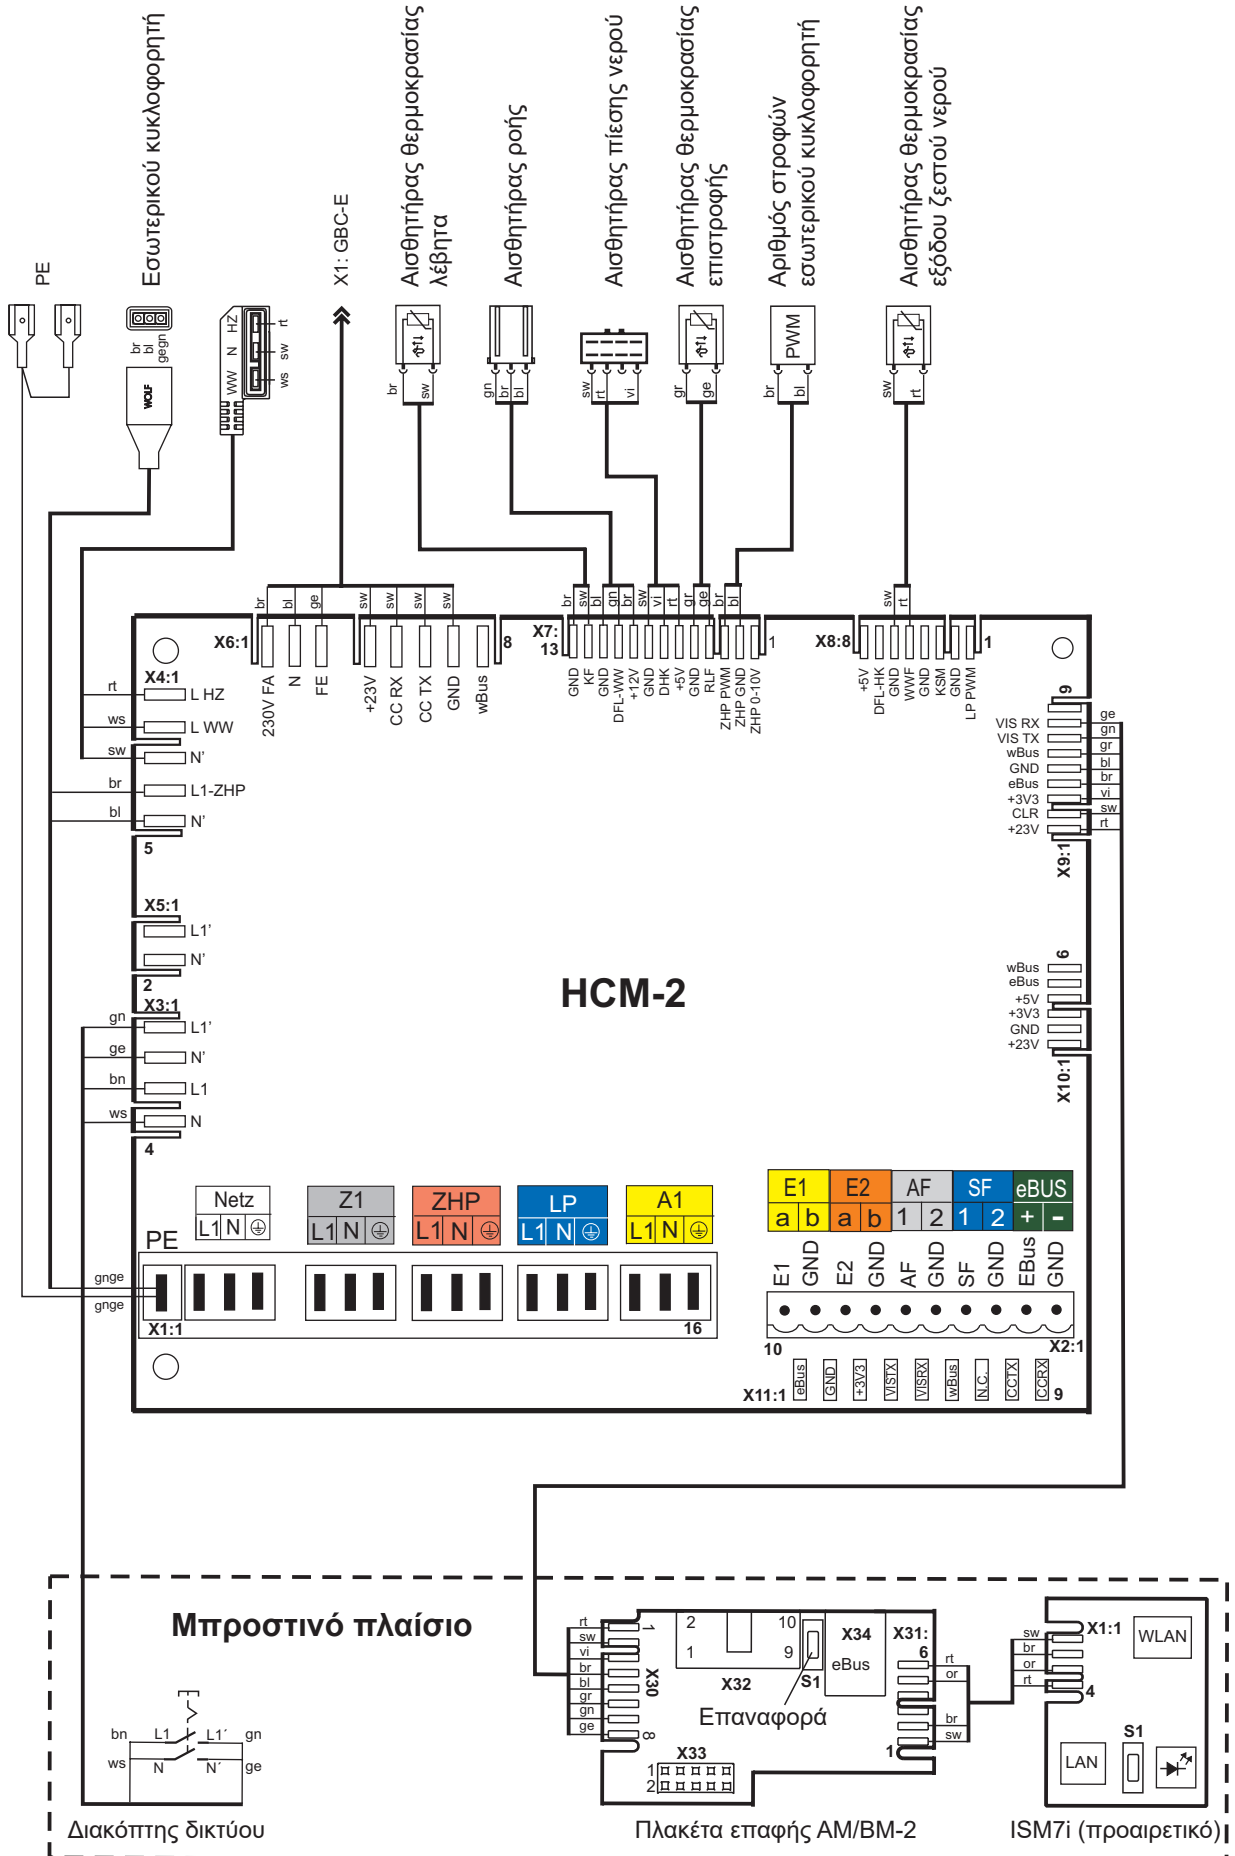 PE
Εσωτερικού κυκλοφορητή
X1: GBC-E
Αισθητήρας θερμοκρασίας
λέβητα
Αισθητήρας ροής
Αισθητήρας πίεσης νερού
Αισθητήρας θερμοκρασίας
επιστροφής
Αριθμός στροφών
εσωτερικού κυκλοφορητή
Αισθητήρας θερμοκρασίας
εξόδου ζεστού νερού
WOLF
br
bl
gegn
WW N HZ
ws sw rt
br sw
gn br bl
sw rt vi
gr ge
PWM
br bl
sw rt
br bl ge sw sw sw sw
br sw bl gn br sw vi rt gr ge br bl
sw rt
X6:1
230V FA
N
FE
+23V
CC RX
CC TX
GND
wBus
8
X7:
13
GND
KF
GND
DFL-WW
+12V
GND
DHK
+5V
GND
RLF
ZHP PWM
ZHP GND
ZHP 0-10V
1
X8:8
+5V
DFL-HK
GND
WWF
GND
KSM
GND
LP PWM
1
X4:1
rt L HZ
ws L WW
sw N'
br L1-ZHP
bl N'
5
X5:1
L1'
N'
2
X3:1
gn L1'
ge N'
bn L1
ws N
4
HCM-2
9
VIS RX ge
VIS TX gn
wBus gr
GND bl
eBus br
+3V3 vi
CLR sw
+23V rt
X9:1
6
wBus
eBus
+5V
+3V3
GND
+23V
X10:1
Netz Z1 ZHP LP A1
L1 N L1 N L1 N L1 N L1 N
PE
gnge
gnge
X1:1 16
E1 E2 AF SF eBUS
a b a b 1 2 1 2 + -
E1 GND E2 GND AF GND SF GND EBus GND
10 X2:1
X11:1 eBus GND +3V3 VISTX VISRX wBus N.C. CCTX CCRX 9
Μπροστινό πλαίσιο
bn L1 L1´ gn
ws N N´ ge
Διακόπτης δικτύου
rt
sw
vi
br
bl
gr
gn
ge
1
X30
8
2 10
1 9
X32
S1
X34
eBus
X31:
6
rt
or
br
sw
1
Επαναφορά
X33
1
2
Πλακέτα επαφής AM/BM-2
sw
br
or
rt
X1:1
4
WLAN
LAN
S1
ISM7i (προαιρετικό)